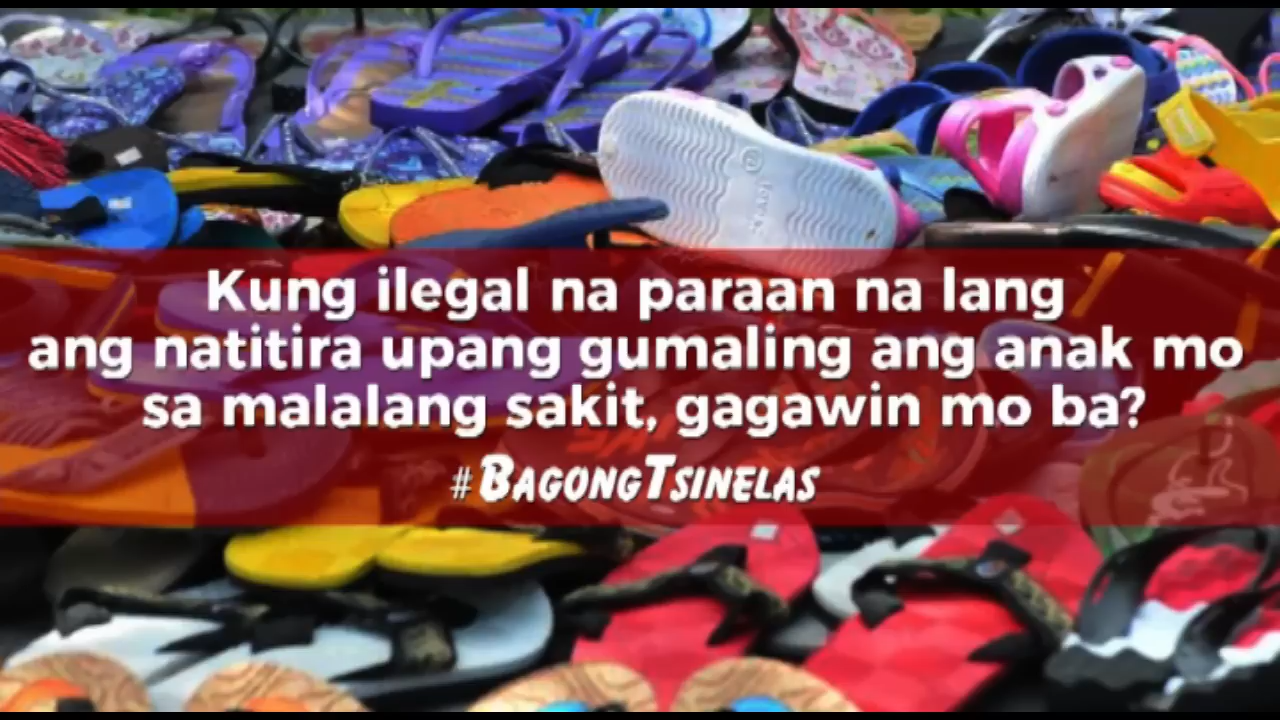 Kung ilegal na paraan na lang
ang natitira upang gumaling ang anak mo
sa malalang sakit, gagawin mo ba?
#BAGONGTSINELAS